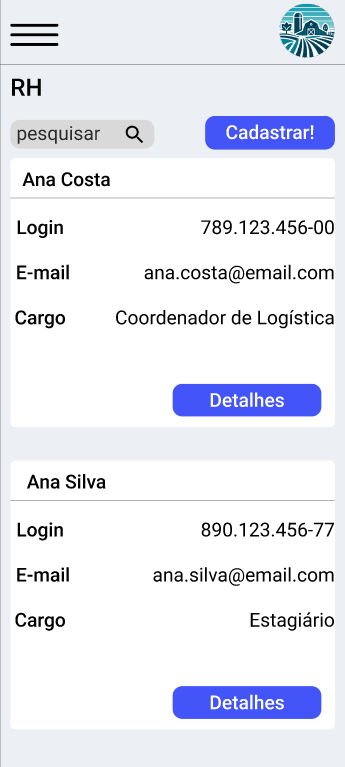 RH
pesquisar
Cadastrar!
Ana Costa
Login 789.123.456-00
E-mail ana.costa@email.com
Cargo Coordenador de Logística
Detalhes
Ana Silva
Login 890.123.456-77
E-mail ana.silva@email.com
Cargo Estagiário
Detalhes